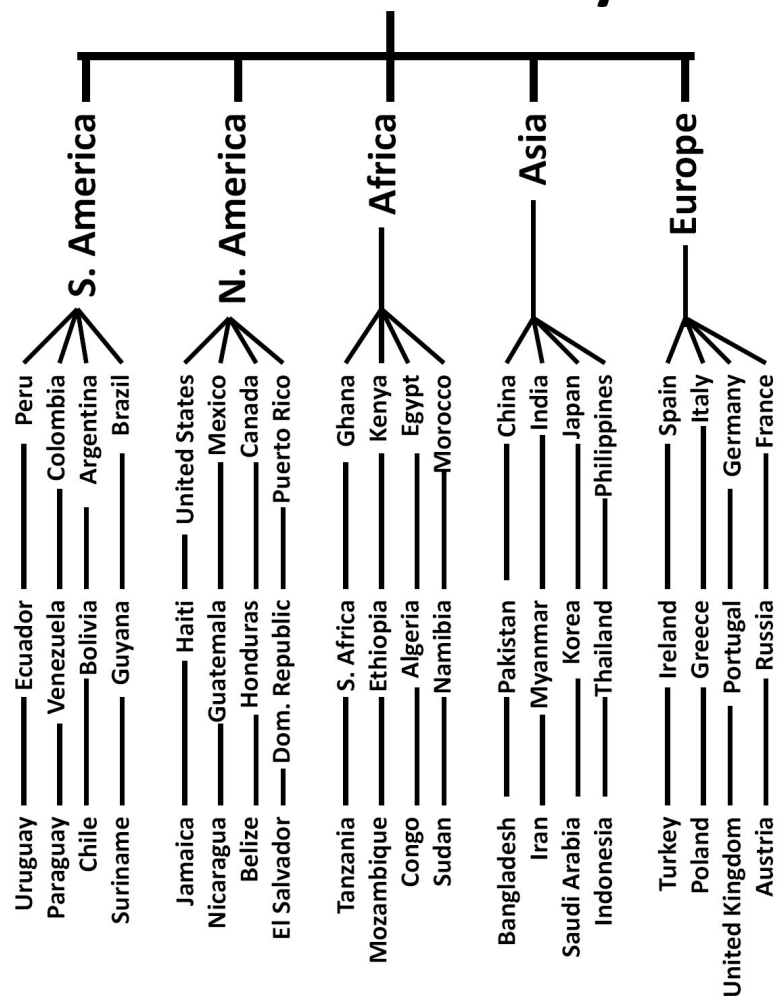 S. America
Peru
Ecuador
Uruguay
Colombia
Venezuela
Paraguay
Argentina
Bolivia
Chile
Brazil
Guyana
Suriname
N. America
United States
Haiti
Jamaica
Mexico
Guatemala
Nicaragua
Canada
Honduras
Belize
Puerto Rico
Dom. Republic
El Salvador
Africa
Ghana
S. Africa
Tanzania
Kenya
Ethiopia
Mozambique
Egypt
Algeria
Congo
Morocco
Namibia
Sudan
Asia
China
Pakistan
Bangladesh
India
Myanmar
Iran
Japan
Korea
Saudi Arabia
Philippines
Thailand
Indonesia
Europe
Spain
Ireland
Turkey
Italy
Greece
Poland
Germany
Portugal
United Kingdom
France
Russia
Austria